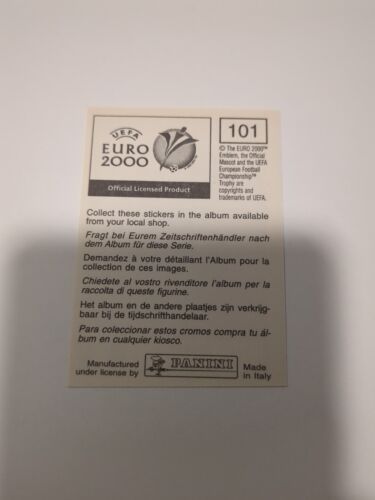 UEFA
EURO
2000
Official Licensed Product
101
© The EURO 2000™
Emblem, the Official
Mascot and the UEFA
European Football
Championship™
Trophy are
copyrights and
trademarks of UEFA.
Collect these stickers in the album available
from your local shop.
Fragt bei Eurem Zeitschriftenhändler nach
dem Album für diese Serie.
Demandez à votre détaillant l'Album pour la
collection de ces images.
Chiedete al vostro rivenditore l'album per la
raccolta di queste figurine.
Het album en de andere plaatjes zijn verkrijg-
baar bij de tijdschrifthandelaar.
Para coleccionar estos cromos compra tu ál-
bum en cualquier kiosco.
Manufactured
under license by
PANINI
Made
in Italy